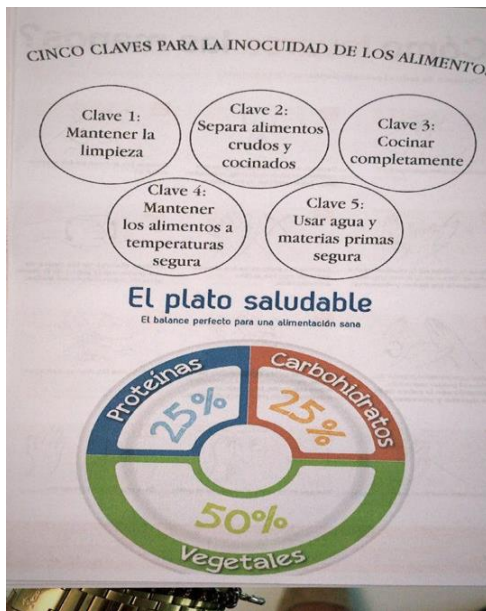 CINCO CLAVES PARA LA INOCUIDAD DE LOS ALIMENTOS
Clave 1:
Mantener la
limpieza
Clave 2:
Separa alimentos
crudos y
cocinados
Clave 3:
Cocinar
completamente
Clave 4:
Mantener
los alimentos a
temperaturas
segura
Clave 5:
Usar agua y
materias primas
segura
El plato saludable
El balance perfecto para una alimentación sana
Proteínas
25%
Carbohidratos
25%
50%
Vegetales